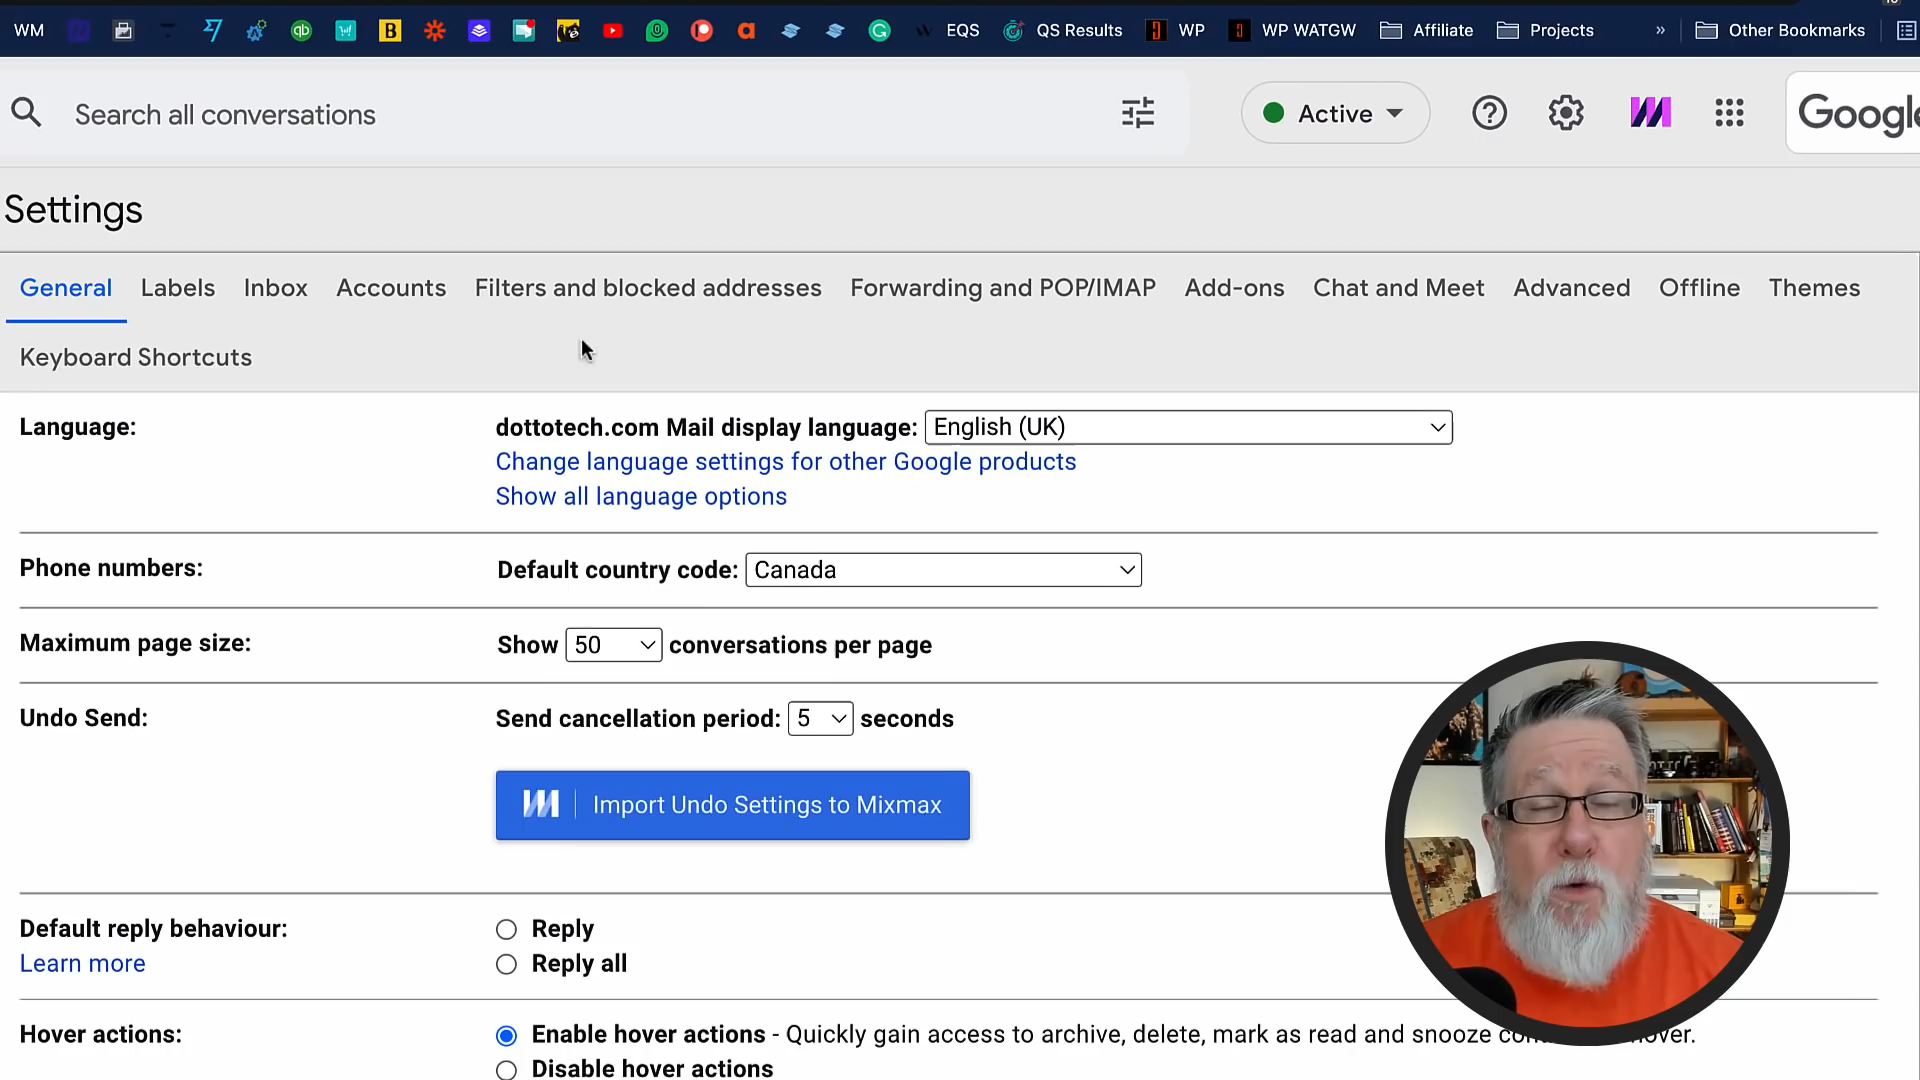 WM EQS QS Results WP WP WATGW Affiliate Projects » Other Bookmarks
Search all conversations Active Google
Settings
General Labels Inbox Accounts Filters and blocked addresses Forwarding and POP/IMAP Add-ons Chat and Meet Advanced Offline Themes
Keyboard Shortcuts
Language: dottotech.com Mail display language: English (UK)
Change language settings for other Google products
Show all language options
Phone numbers: Default country code: Canada
Maximum page size: Show 50 conversations per page
Undo Send: Send cancellation period: 5 seconds
Import Undo Settings to Mixmax
Default reply behaviour: Reply
Learn more Reply all
Hover actions: Enable hover actions - Quickly gain access to archive, delete, mark as read and snooze
Disable hover actions